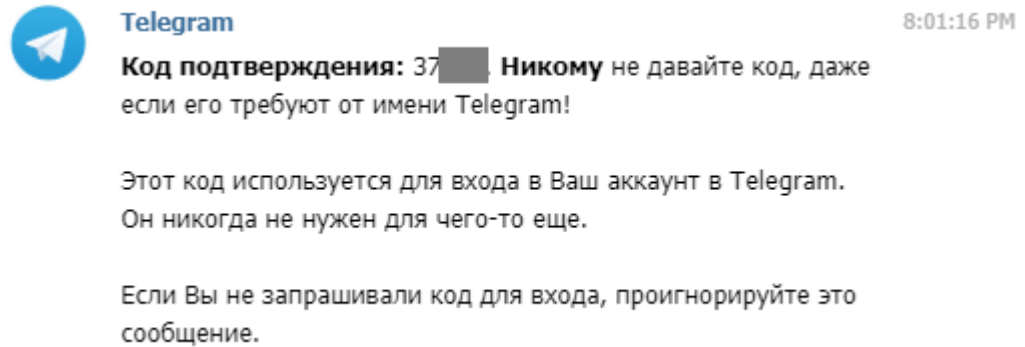 Telegram 8:01:16 PM
Код подтверждения: 37 . Никому не давайте код, даже
если его требуют от имени Telegram!
Этот код используется для входа в Ваш аккаунт в Telegram.
Он никогда не нужен для чего-то еще.
Если Вы не запрашивали код для входа, проигнорируйте это
сообщение.